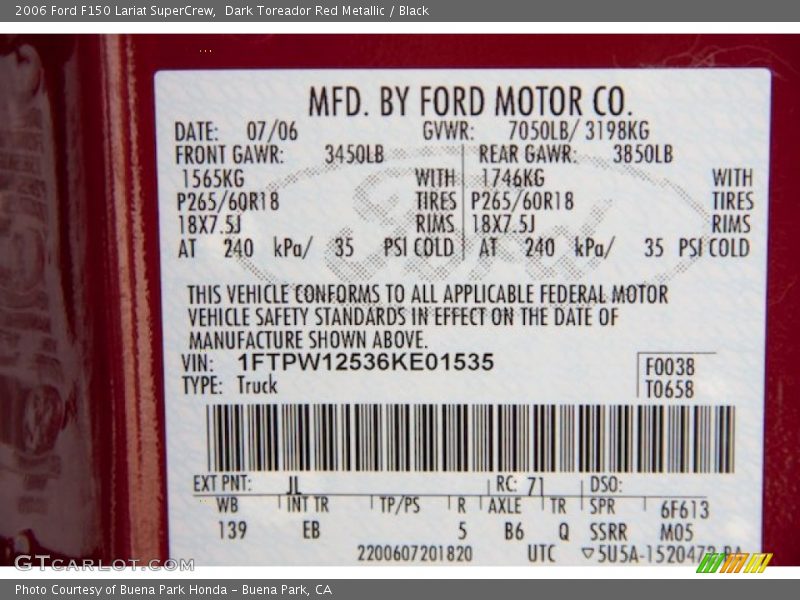 2006 Ford F150 Lariat SuperCrew,  Dark Toreador Red Metallic / Black
MFD. BY FORD MOTOR CO.
DATE: 07/06 GVWR: 7050LB/ 3198KG
FRONT GAWR: 3450LB REAR GAWR: 3850LB
1565KG WITH 1746KG WITH
P265/60R18 TIRES P265/60R18 TIRES
18X7.5J RIMS 18X7.5J RIMS
AT 240 kPa/ 35 PSI COLD AT 240 kPa/ 35 PSI COLD
Ford
THIS VEHICLE CONFORMS TO ALL APPLICABLE FEDERAL MOTOR
VEHICLE SAFETY STANDARDS IN EFFECT ON THE DATE OF
MANUFACTURE SHOWN ABOVE.
VIN: 1FTPW12536KE01535
TYPE: Truck
F0038
T0658
EXT PNT: JL RC: 71 DSO:
WB INT TR TP/PS R AXLE TR SPR 6F613
139 EB 5 B6 Q SSRR M05
2200607201820 UTC ▽5U5A-1520472
GTCARLOT.COM
Photo Courtesy of Buena Park Honda - Buena Park, CA